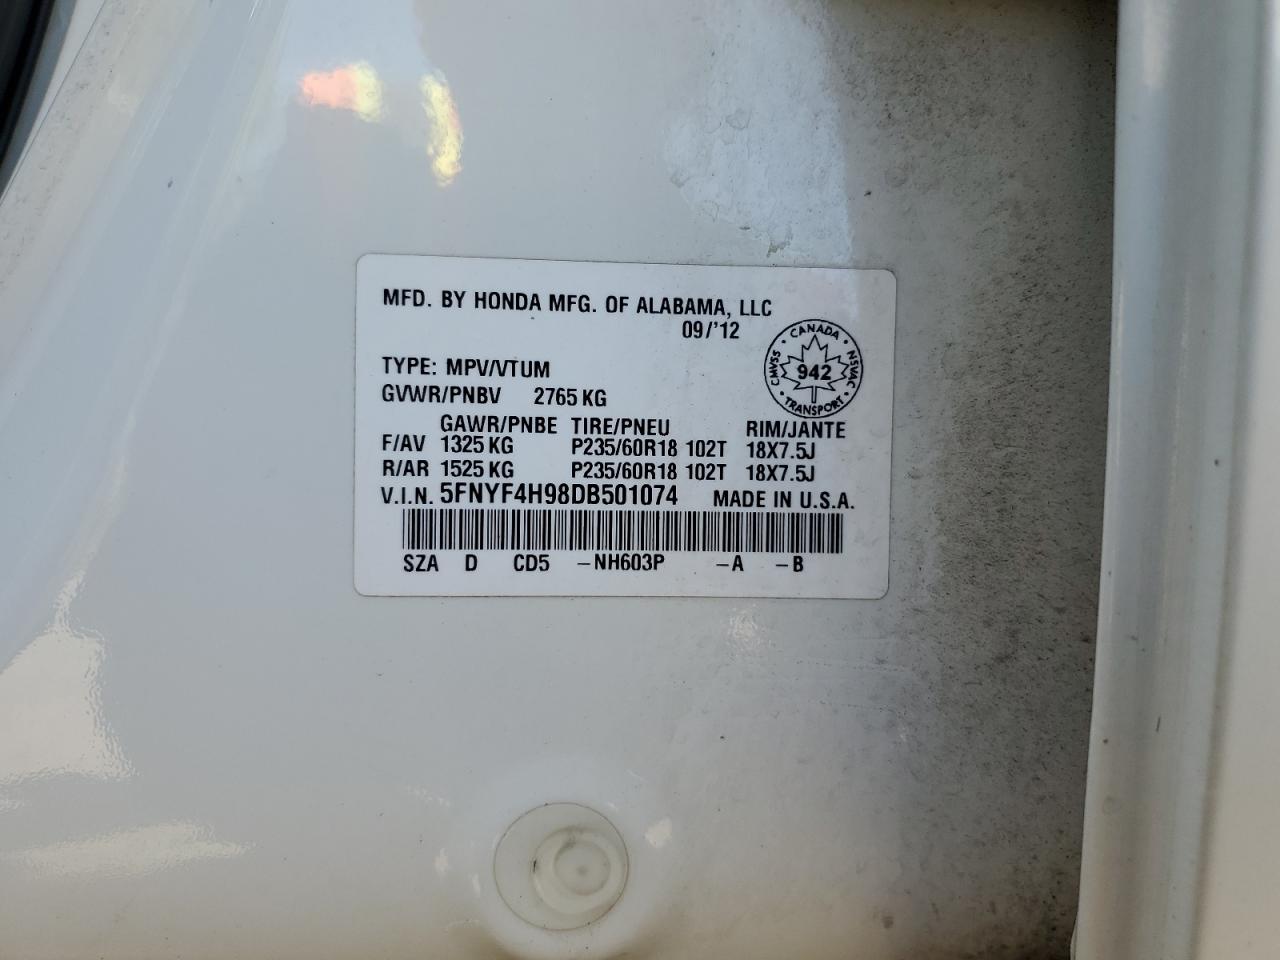 MFD. BY HONDA MFG. OF ALABAMA, LLC
09/'12
TYPE: MPV/VTUM
GVWR/PNBV 2765 KG
CANADA
CMVSS 942 NSVAC
TRANSPORT
GAWR/PNBE TIRE/PNEU RIM/JANTE
F/AV 1325 KG P235/60R18 102T 18X7.5J
R/AR 1525 KG P235/60R18 102T 18X7.5J
V.I.N. 5FNYF4H98DB501074 MADE IN U.S.A.
SZA D CD5 -NH603P -A -B